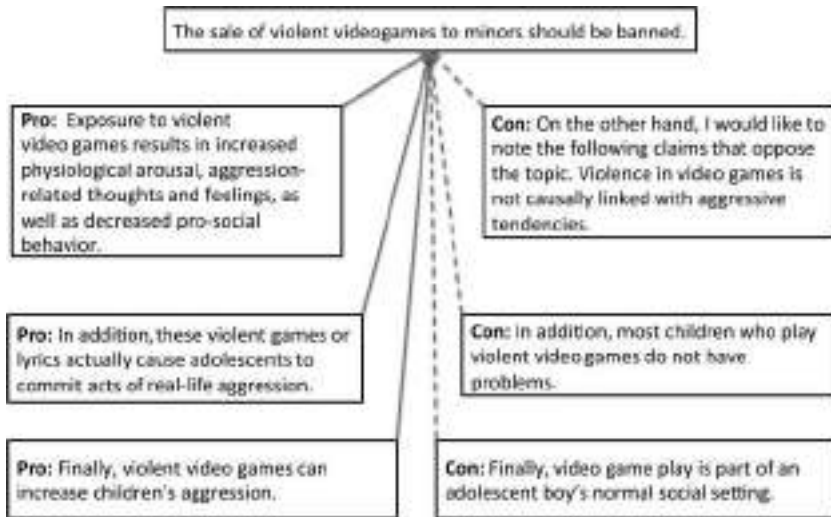 The sale of violent videogames to minors should be banned.
Pro: Exposure to violent
video games results in increased
physiological arousal, aggression-
related thoughts and feelings, as
well as decreased pro-social
behavior.
Con: On the other hand, I would like to
note the following claims that oppose
the topic. Violence in video games is
not causally linked with aggressive
tendencies.
Pro: In addition, these violent games or
lyrics actually cause adolescents to
commit acts of real-life aggression.
Con: In addition, most children who play
violent video games do not have
problems.
Pro: Finally, violent video games can
increase children's aggression.
Con: Finally, video game play is part of an
adolescent boy's normal social setting.